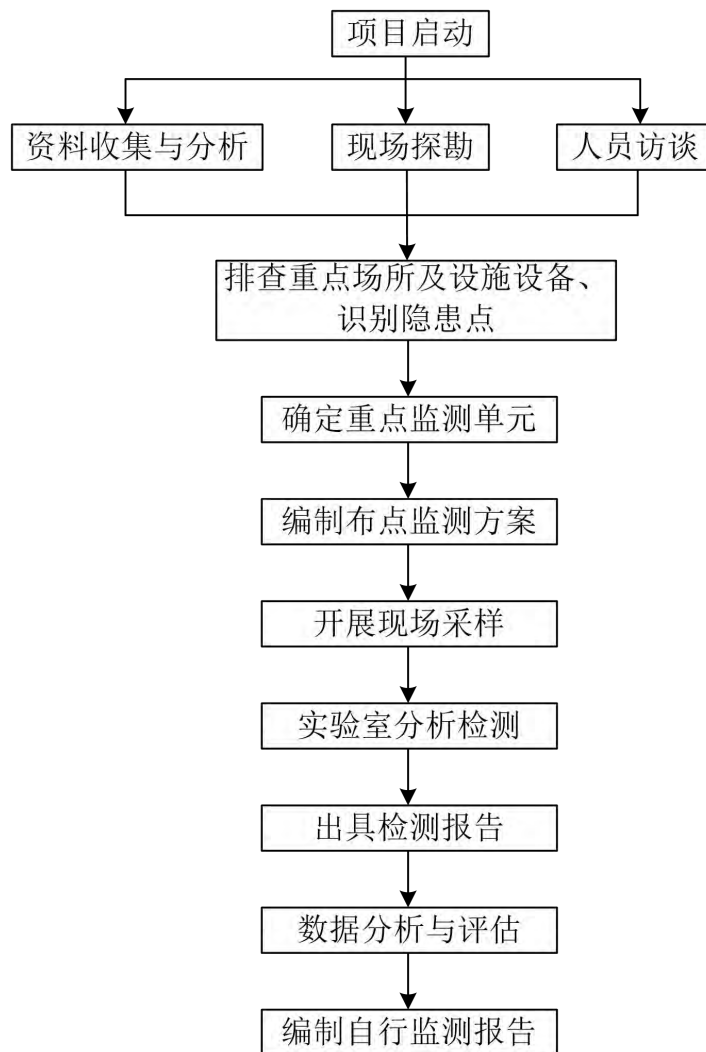 项目启动
资料收集与分析
现场探勘
人员访谈
排查重点场所及设施设备、
识别隐患点
确定重点监测单元
编制布点监测方案
开展现场采样
实验室分析检测
出具检测报告
数据分析与评估
编制自行监测报告